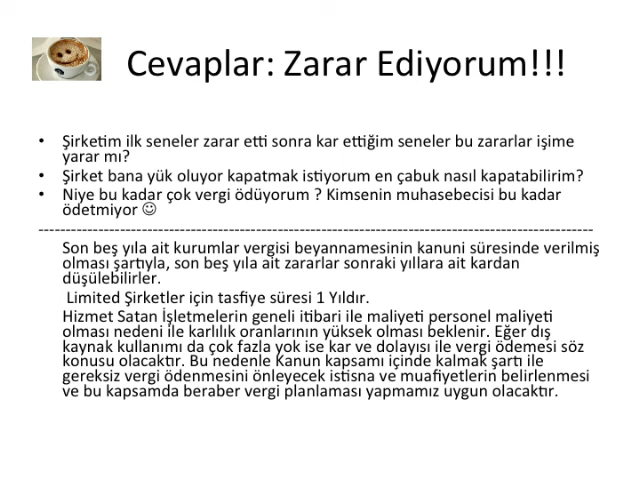 Cevaplar: Zarar Ediyorum!!!
• Şirketim ilk seneler zarar etti sonra kar ettiğim seneler bu zararlar işime
yarar mı?
• Şirket bana yük oluyor kapatmak istiyorum en çabuk nasıl kapatabilirim?
• Niye bu kadar çok vergi ödüyorum ? Kimsenin muhasebecisi bu kadar
ödetmiyor ☺
----------------------------------------------------------------------------------------------------
Son beş yıla ait kurumlar vergisi beyannamesinin kanuni süresinde verilmiş
olması şartıyla, son beş yıla ait zararlar sonraki yıllara ait kardan
düşülebilirler.
Limited Şirketler için tasfiye süresi 1 Yıldır.
Hizmet Satan İşletmelerin geneli itibari ile maliyeti personel maliyeti
olması nedeni ile karlılık oranlarının yüksek olması beklenir. Eğer dış
kaynak kullanımı da çok fazla yok ise kar ve dolayısı ile vergi ödemesi söz
konusu olacaktır. Bu nedenle Kanun kapsamı içinde kalmak şartı ile
gereksiz vergi ödenmesini önleyecek istisna ve muafiyetlerin belirlenmesi
ve bu kapsamda beraber vergi planlaması yapmamız uygun olacaktır.